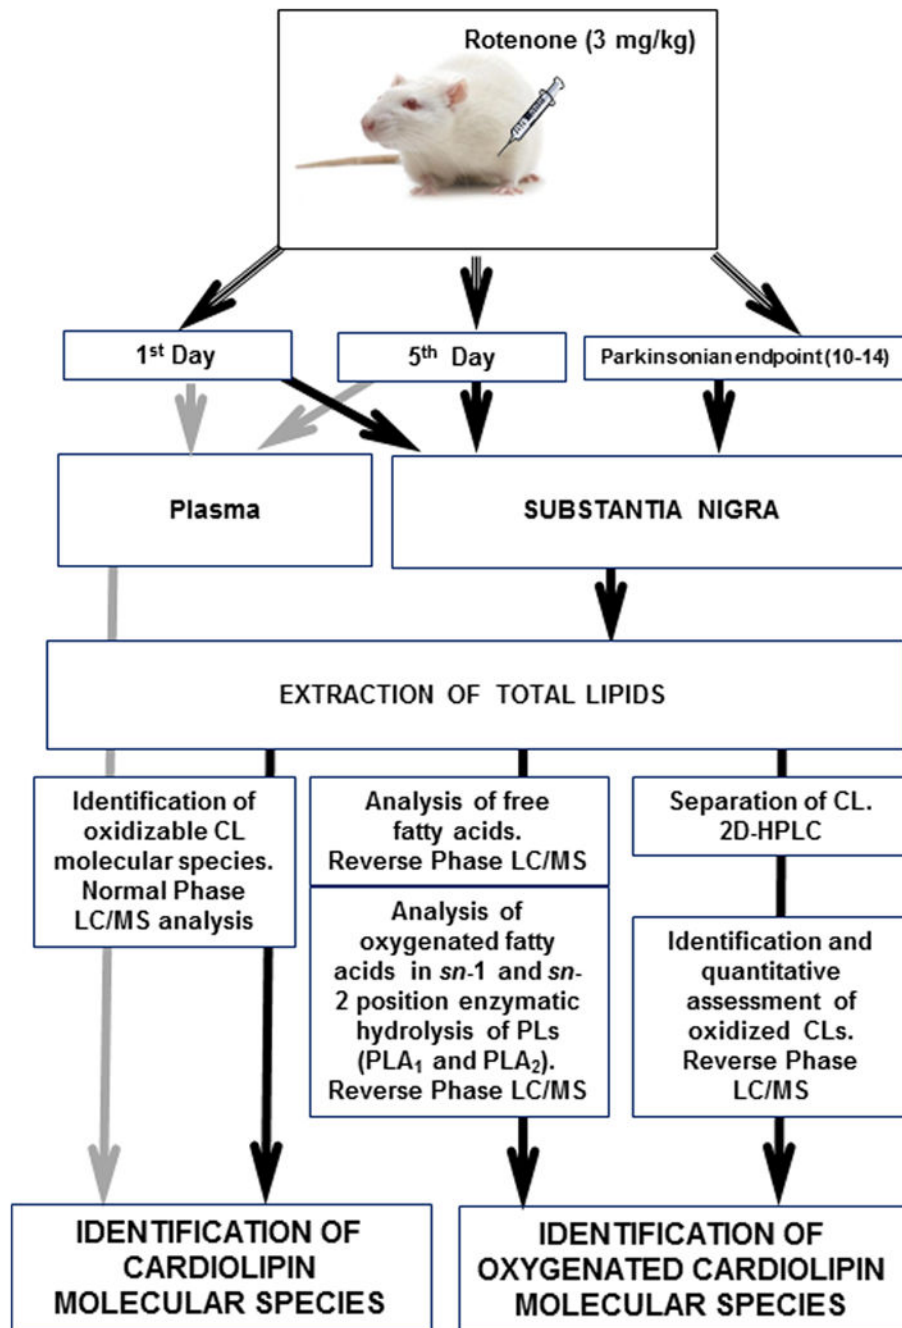 Rotenone (3 mg/kg)
1st Day
5th Day
Parkinsonian endpoint (10-14)
Plasma
SUBSTANTIA NIGRA
EXTRACTION OF TOTAL LIPIDS
Identification of
oxidizable CL
molecular species.
Normal Phase
LC/MS analysis
Analysis of free
fatty acids.
Reverse Phase LC/MS
Separation of CL.
2D-HPLC
Analysis of
oxygenated fatty
acids in sn-1 and sn-
2 position enzymatic
hydrolysis of PLs
(PLA1 and PLA2).
Reverse Phase LC/MS
Identification and
quantitative
assessment of
oxidized CLs.
Reverse Phase
LC/MS
IDENTIFICATION OF
CARDIOLIPIN
MOLECULAR SPECIES
IDENTIFICATION OF
OXYGENATED CARDIOLIPIN
MOLECULAR SPECIES